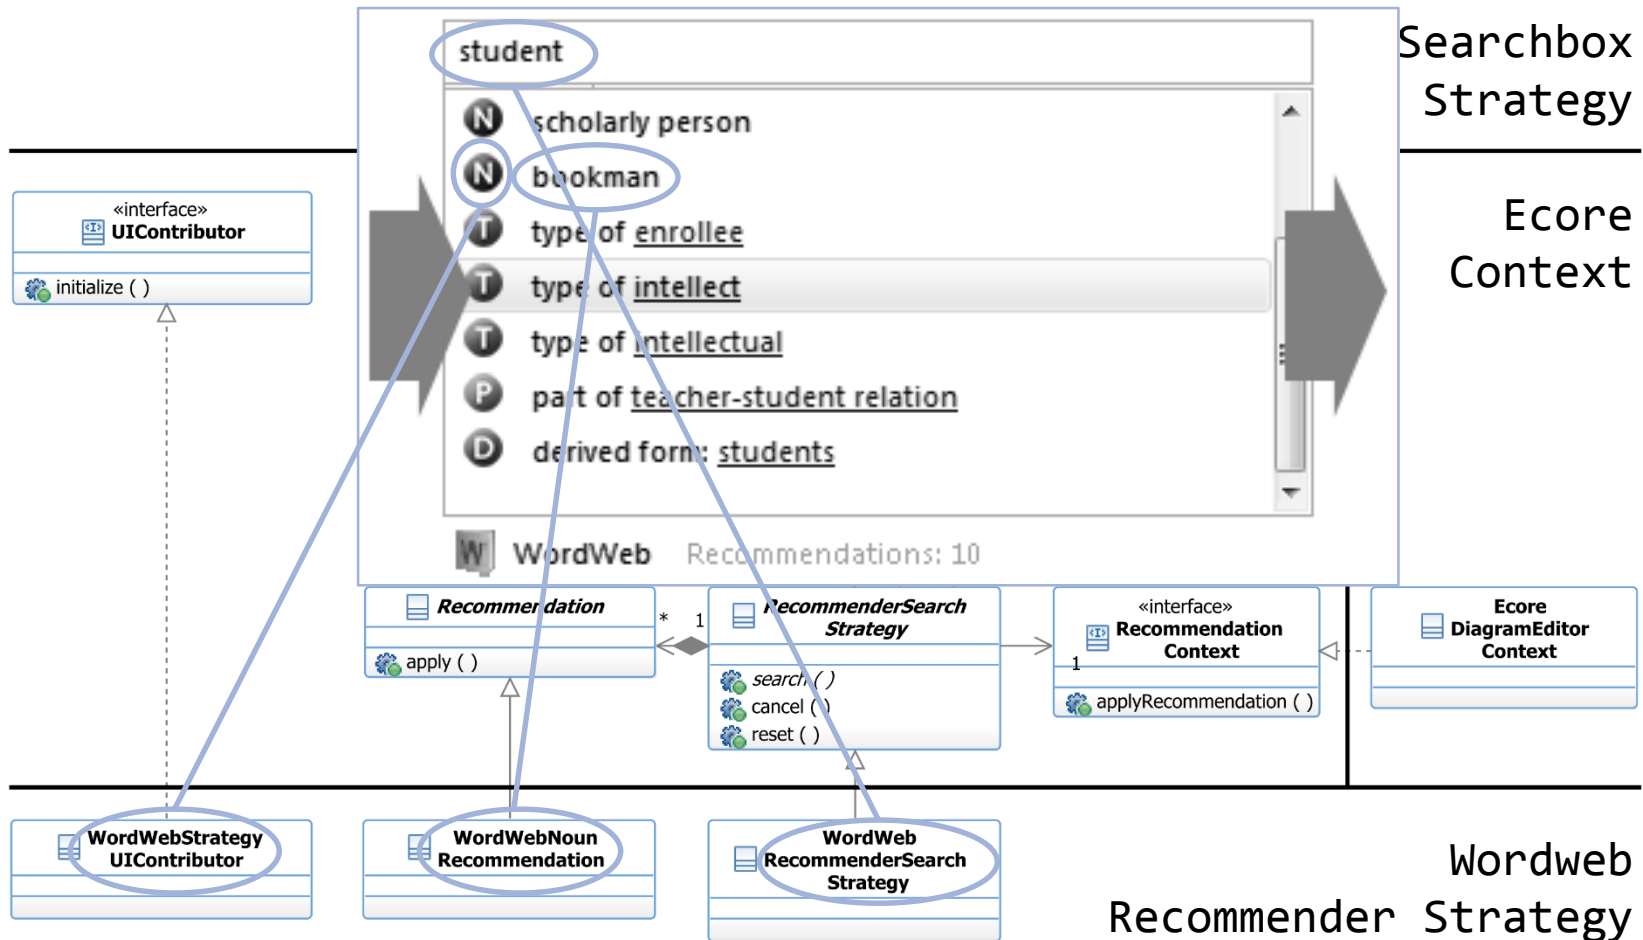 Searchbox
Strategy
student
N scholarly person
N bookman
T type of enrollee
T type of intellect
T type of intellectual
P part of teacher-student relation
D derived form: students
W WordWeb Recommendations: 10
Ecore
Context
«interface»
<I> UIContributor
initialize ( )
Recommendation
apply ( )
* 1
RecommenderSearch
Strategy
search ( )
cancel ( )
reset ( )
«interface»
<I> Recommendation
Context
1
applyRecommendation ( )
Ecore
DiagramEditor
Context
WordWebStrategy
UIContributor
WordWebNoun
Recommendation
WordWeb
RecommenderSearch
Strategy
Wordweb
Recommender Strategy